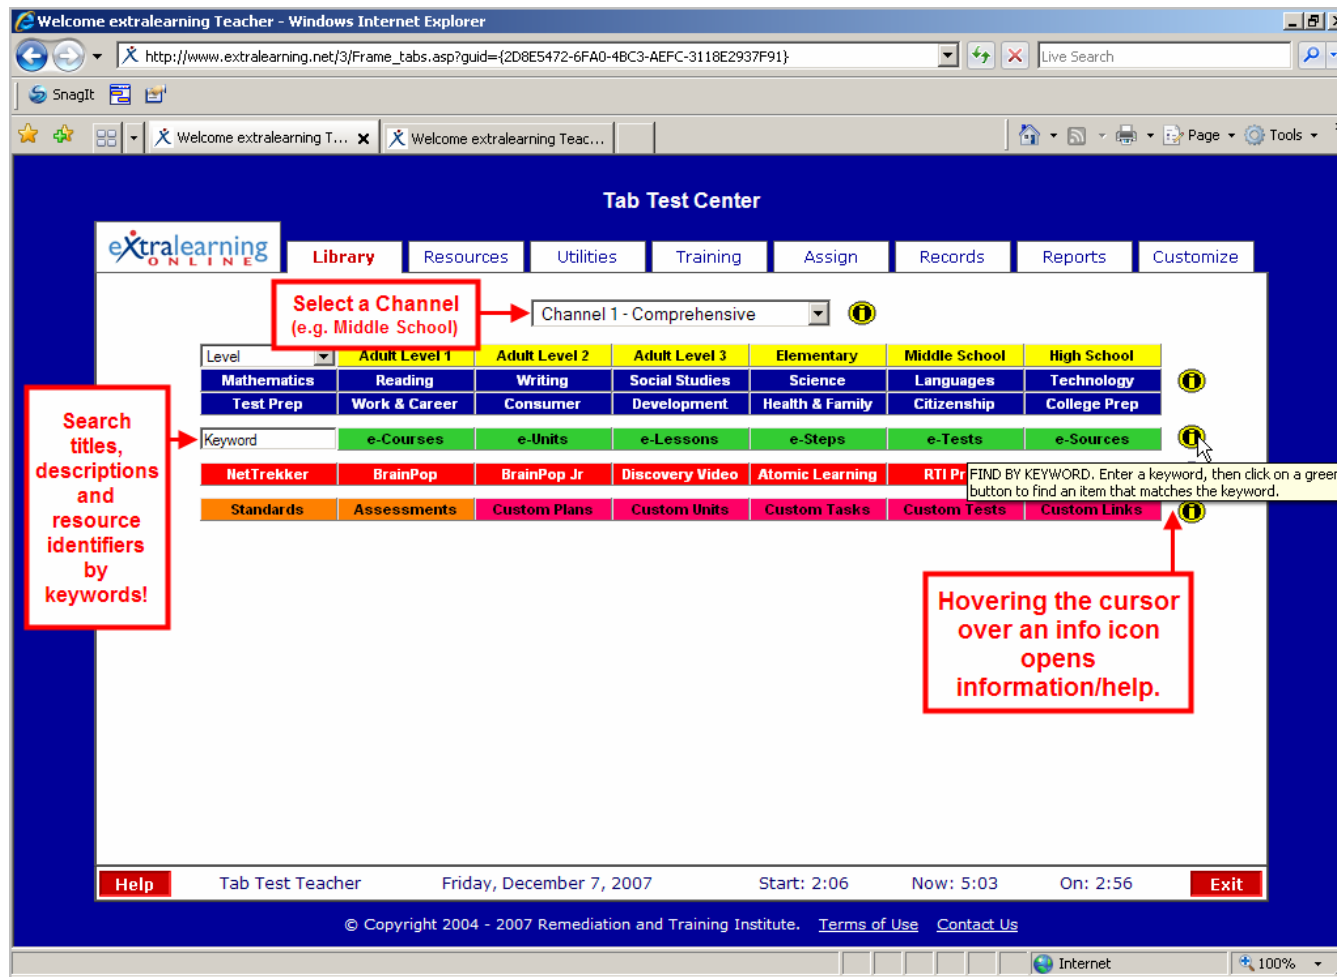 Welcome extralearning Teacher - Windows Internet Explorer
http://www.extralearning.net/3/Frame_tabs.asp?guid={2D8E5472-6FA0-4BC3-AEFC-3118E2937F91}
Live Search
SnagIt
Welcome extralearning T...
Welcome extralearning Teac...
Page
Tools
Tab Test Center
eXtralearning
ONLINE
Library
Resources
Utilities
Training
Assign
Records
Reports
Customize
Select a Channel
(e.g. Middle School)
Channel 1 - Comprehensive
Level
Adult Level 1
Adult Level 2
Adult Level 3
Elementary
Middle School
High School
Mathematics
Reading
Writing
Social Studies
Science
Languages
Technology
Test Prep
Work & Career
Consumer
Development
Health & Family
Citizenship
College Prep
Search
titles,
descriptions
and
resource
identifiers
by
keywords!
Keyword
e-Courses
e-Units
e-Lessons
e-Steps
e-Tests
e-Sources
NetTrekker
BrainPop
BrainPop Jr
Discovery Video
Atomic Learning
RTI Pr
FIND BY KEYWORD. Enter a keyword, then click on a green
button to find an item that matches the keyword.
Standards
Assessments
Custom Plans
Custom Units
Custom Tasks
Custom Tests
Custom Links
Hovering the cursor
over an info icon
opens
information/help.
Help
Tab Test Teacher
Friday, December 7, 2007
Start: 2:06
Now: 5:03
On: 2:56
Exit
© Copyright 2004 - 2007 Remediation and Training Institute. Terms of Use Contact Us
Internet
100%